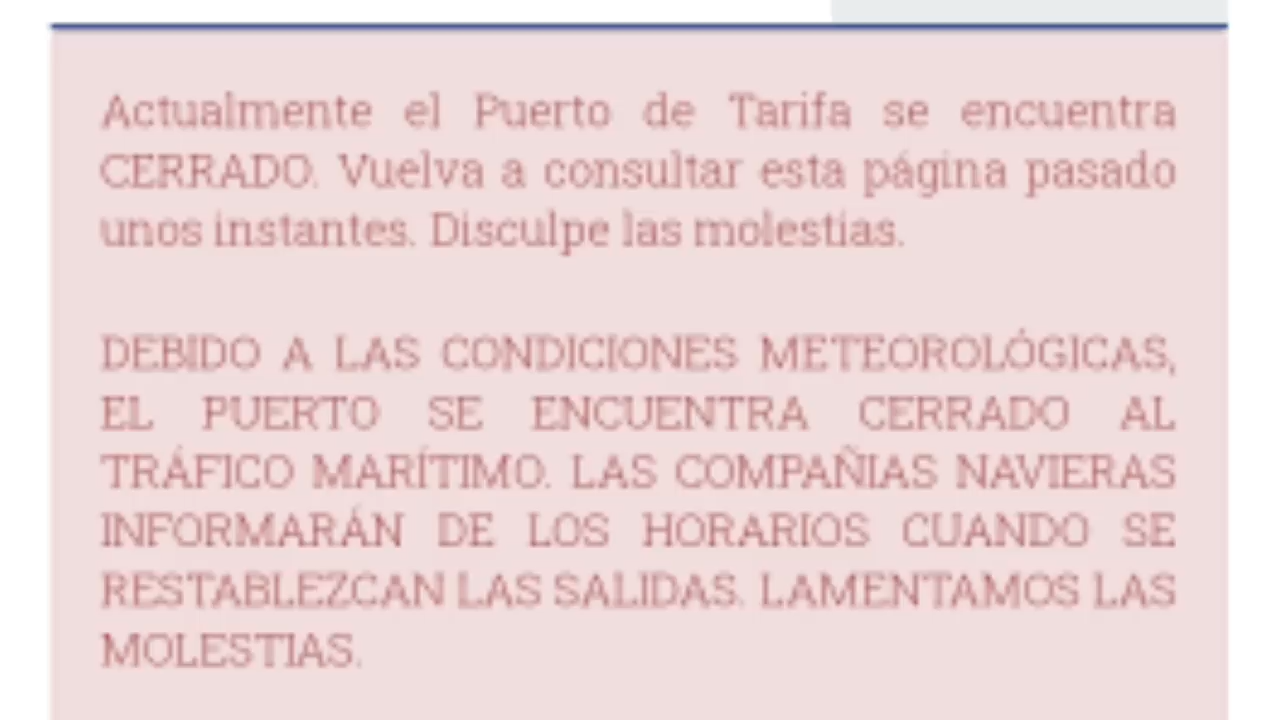 Actualmente el Puerto de Tarifa se encuentra
CERRADO. Vuelva a consultar esta página pasado
unos instantes. Disculpe las molestias.
DEBIDO A LAS CONDICIONES METEOROLÓGICAS,
EL PUERTO SE ENCUENTRA CERRADO AL
TRÁFICO MARÍTIMO. LAS COMPAÑIAS NAVIERAS
INFORMARÁN DE LOS HORARIOS CUANDO SE
RESTABLEZCAN LAS SALIDAS. LAMENTAMOS LAS
MOLESTIAS.